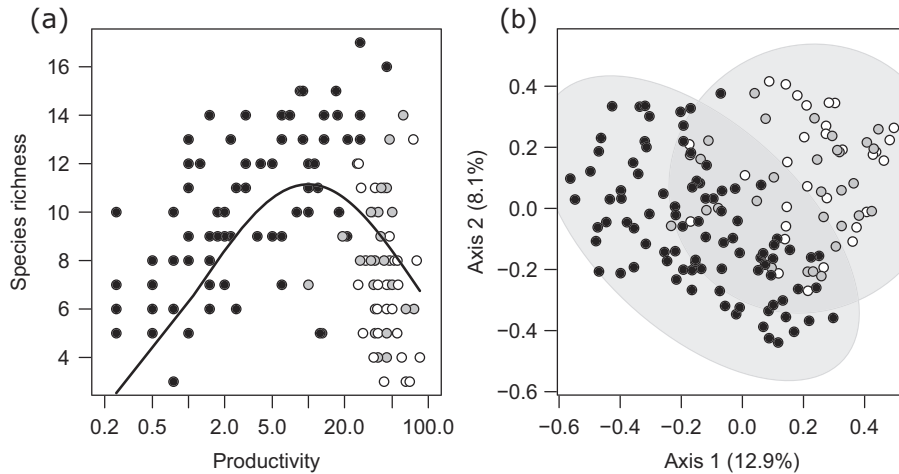 (a)
Species richness
16
14
12
10
8
6
4
0.2 0.5 2.0 5.0 20.0 100.0
Productivity
(b)
Axis 2 (8.1%)
0.4
0.2
0.0
−0.2
−0.4
−0.6
−0.6 −0.4 −0.2 0.0 0.2 0.4
Axis 1 (12.9%)